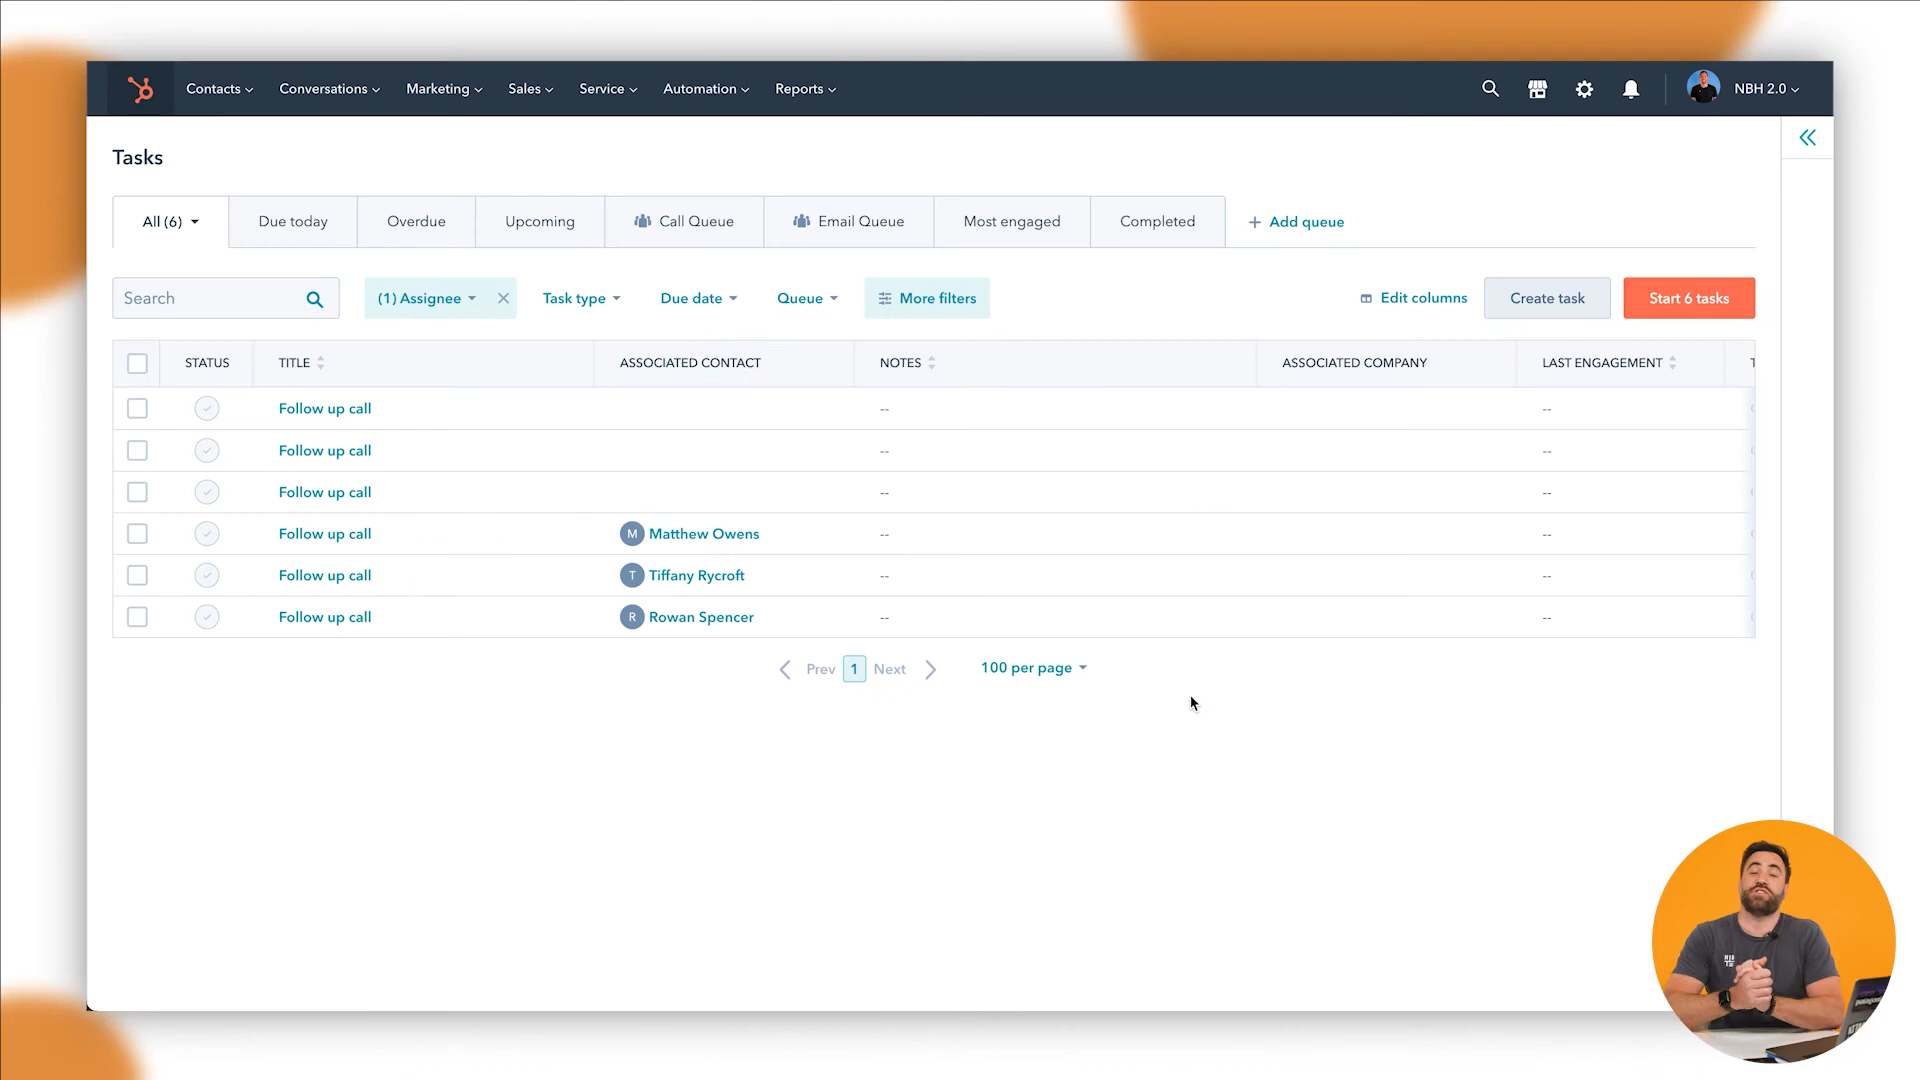 Contacts Conversations Marketing Sales Service Automation Reports NBH 2.0
Tasks
All (6) Due today Overdue Upcoming Call Queue Email Queue Most engaged Completed + Add queue
Search (1) Assignee Task type Due date Queue More filters Edit columns Create task Start 6 tasks
STATUS TITLE ASSOCIATED CONTACT NOTES ASSOCIATED COMPANY LAST ENGAGEMENT T
Follow up call -- --
Follow up call -- --
Follow up call -- --
Follow up call M Matthew Owens -- --
Follow up call T Tiffany Rycroft -- --
Follow up call R Rowan Spencer -- --
Prev 1 Next 100 per page